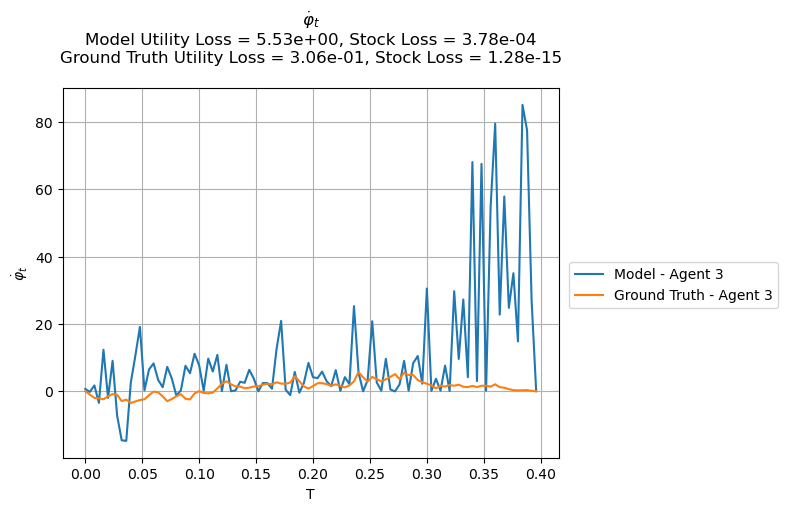 φ̇ₜ
Model Utility Loss = 5.53e+00, Stock Loss = 3.78e-04
Ground Truth Utility Loss = 3.06e-01, Stock Loss = 1.28e-15
φ̇ₜ
80
60
40
20
0
0.00 0.05 0.10 0.15 0.20 0.25 0.30 0.35 0.40
T
Model - Agent 3
Ground Truth - Agent 3